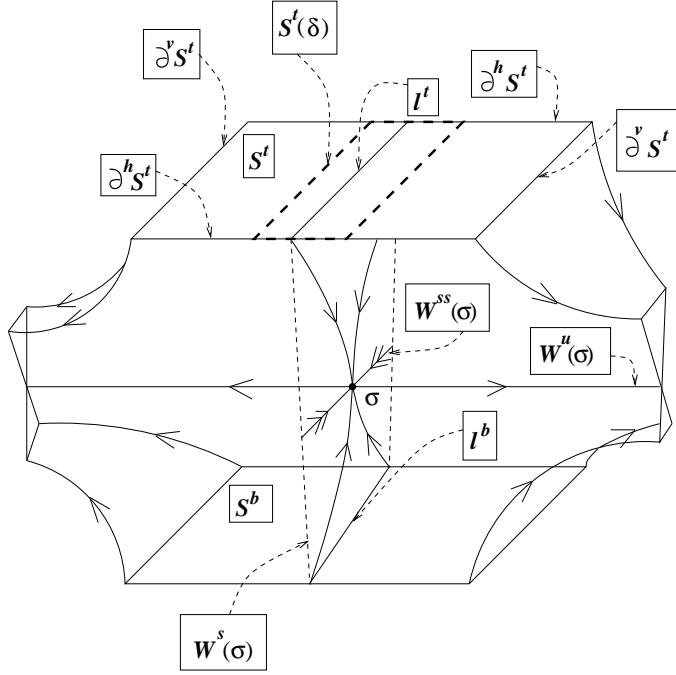 S^t(δ)
∂^v S^t
∂^h S^t
l^t
S^t
∂^v S^t
∂^h S^t
W^ss(σ)
W^u(σ)
σ
l^b
S^b
W^s(σ)